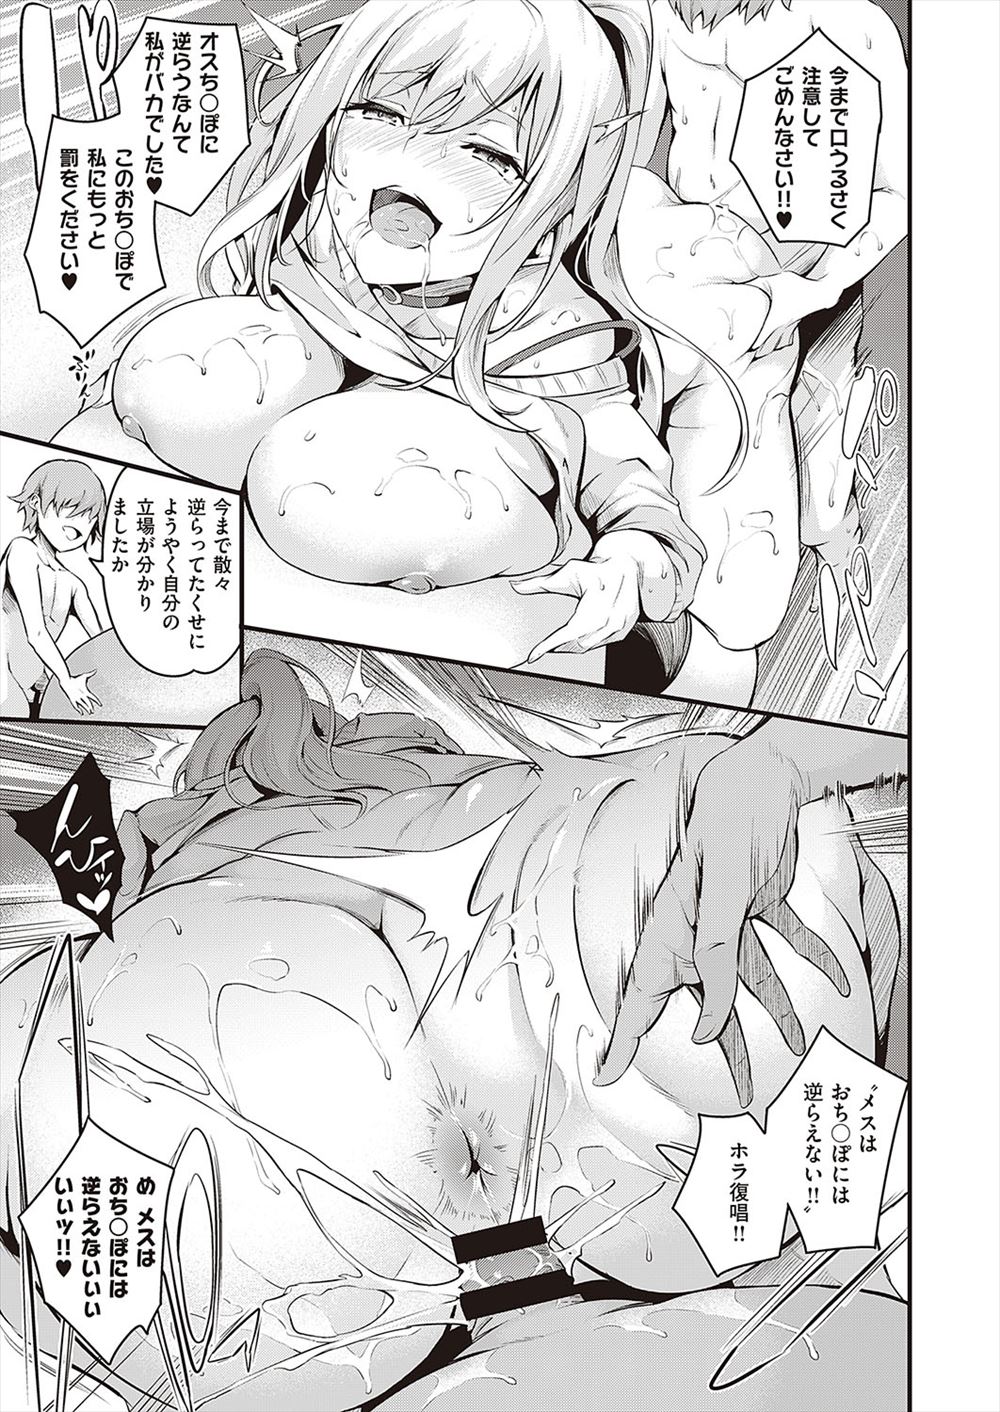 今まで口うるさく
注意して
ごめんなさい!!♥
オスち○ぽに
逆らうなんて
私がバカでした♥
このおち○ぽで
私にもっと
罰をください♥
ぶりん
今まで散々
逆らってたくせに
ようやく自分の
立場が分かり
ましたか
んひィッ♥
〝メスは
おち○ぽには
逆らえない!!〟
ホラ復唱!!
め メスは
おち○ぽには
逆らえないいい
いいッ!!♥